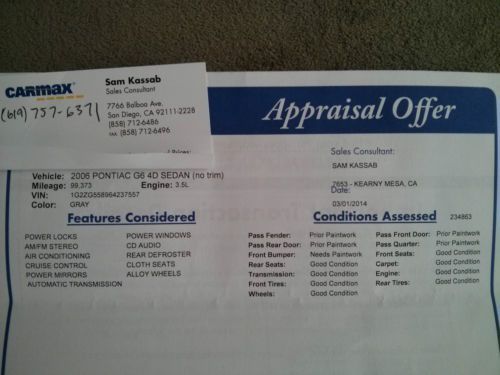 CARMAX
(619) 757-6371
Sam Kassab
Sales Consultant
7766 Balboa Ave.
San Diego, CA 92111-2228
(858) 712-6486
FAX (858) 712-6496
Appraisal Offer
Prices:
Sales Consultant:
SAM KASSAB
Vehicle: 2006 PONTIAC G6 4D SEDAN (no trim)
Mileage: 99,373 Engine: 3.5L
7653 - KEARNY MESA, CA
VIN: 1G2ZG558964237557
Date:
Color: GRAY
03/01/2014
Features Considered
Conditions Assessed 234863
POWER LOCKS POWER WINDOWS
AM/FM STEREO CD AUDIO
AIR CONDITIONING REAR DEFROSTER
CRUISE CONTROL CLOTH SEATS
POWER MIRRORS ALLOY WHEELS
AUTOMATIC TRANSMISSION
Pass Fender: Prior Paintwork Pass Front Door: Prior Paintwork
Pass Rear Door: Prior Paintwork Pass Quarter: Prior Paintwork
Front Bumper: Needs Paintwork Front Seats: Good Condition
Rear Seats: Good Condition Carpet: Good Condition
Transmission: Good Condition Engine: Good Condition
Front Tires: Good Condition Rear Tires: Good Condition
Wheels: Good Condition